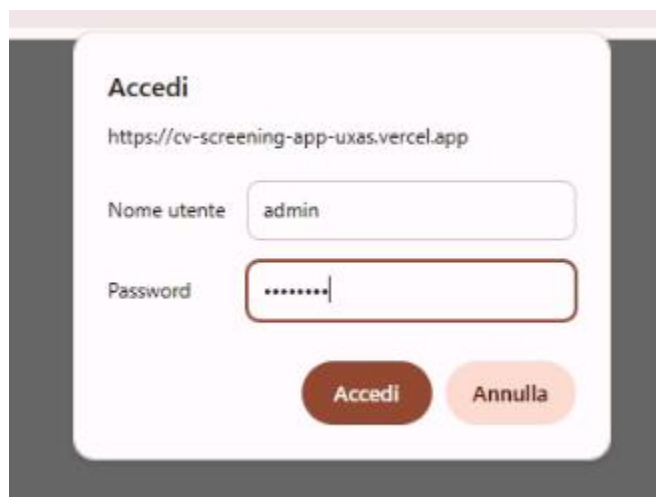 Accedi
https://cv-screening-app-uxas.vercel.app
Nome utente admin
Password ••••••••
Accedi Annulla